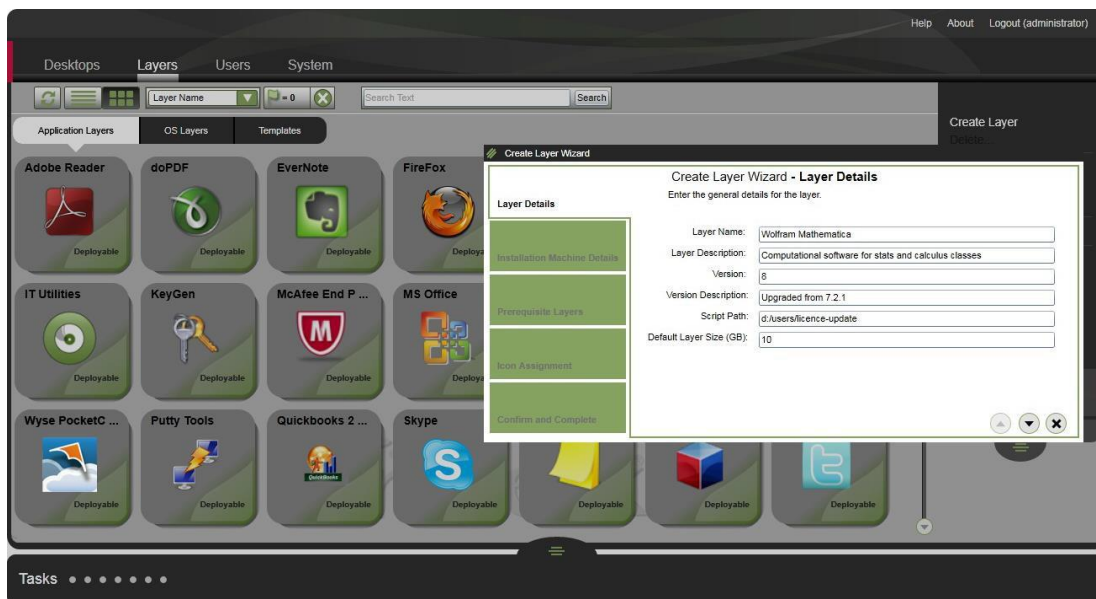 Help About Logout (administrator)
Desktops Layers Users System
Layer Name = 0 Search Text Search
Application Layers OS Layers Templates
Create Layer
Delete...
Create Layer Wizard
Create Layer Wizard - Layer Details
Enter the general details for the layer.
Layer Details
Installation Machine Details
Prerequisite Layers
Icon Assignment
Confirm and Complete
Layer Name: Wolfram Mathematica
Layer Description: Computational software for stats and calculus classes
Version: 8
Version Description: Upgraded from 7.2.1
Script Path: d:/users/licence-update
Default Layer Size (GB): 10
Adobe Reader doPDF EverNote FireFox
Deployable Deployable Deployable Deploya
IT Utilities KeyGen McAfee End P ... MS Office
M
Deployable Deployable Deployable Deploya
Wyse PocketC ... Putty Tools Quickbooks 2 ... Skype
QuickBooks S t
Deployable Deployable Deployable Deployable Deployable Deployable Deployable
Tasks